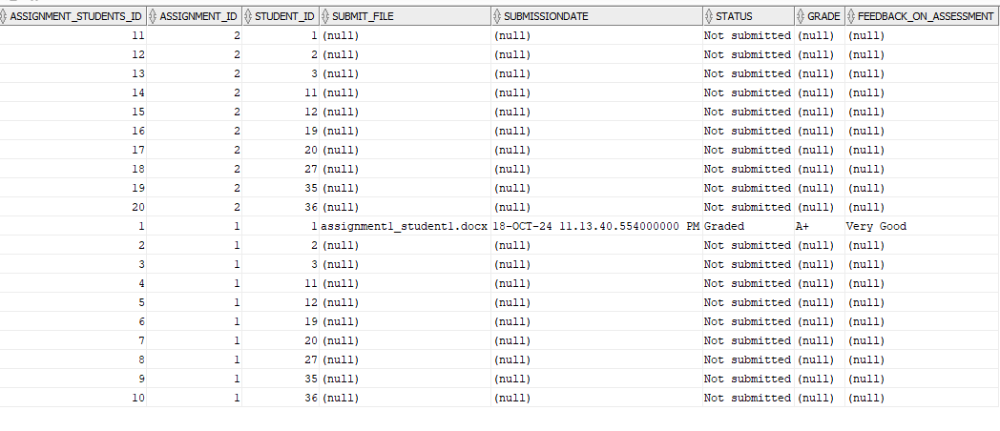 ASSIGNMENT_STUDENTS_ID ASSIGNMENT_ID STUDENT_ID SUBMIT_FILE SUBMISSIONDATE STATUS GRADE FEEDBACK_ON_ASSESSMENT
11 2 1 (null) (null) Not submitted (null) (null)
12 2 2 (null) (null) Not submitted (null) (null)
13 2 3 (null) (null) Not submitted (null) (null)
14 2 11 (null) (null) Not submitted (null) (null)
15 2 12 (null) (null) Not submitted (null) (null)
16 2 19 (null) (null) Not submitted (null) (null)
17 2 20 (null) (null) Not submitted (null) (null)
18 2 27 (null) (null) Not submitted (null) (null)
19 2 35 (null) (null) Not submitted (null) (null)
20 2 36 (null) (null) Not submitted (null) (null)
1 1 1 assignment1_student1.docx 18-OCT-24 11.13.40.554000000 PM Graded A+ Very Good
2 1 2 (null) (null) Not submitted (null) (null)
3 1 3 (null) (null) Not submitted (null) (null)
4 1 11 (null) (null) Not submitted (null) (null)
5 1 12 (null) (null) Not submitted (null) (null)
6 1 19 (null) (null) Not submitted (null) (null)
7 1 20 (null) (null) Not submitted (null) (null)
8 1 27 (null) (null) Not submitted (null) (null)
9 1 35 (null) (null) Not submitted (null) (null)
10 1 36 (null) (null) Not submitted (null) (null)